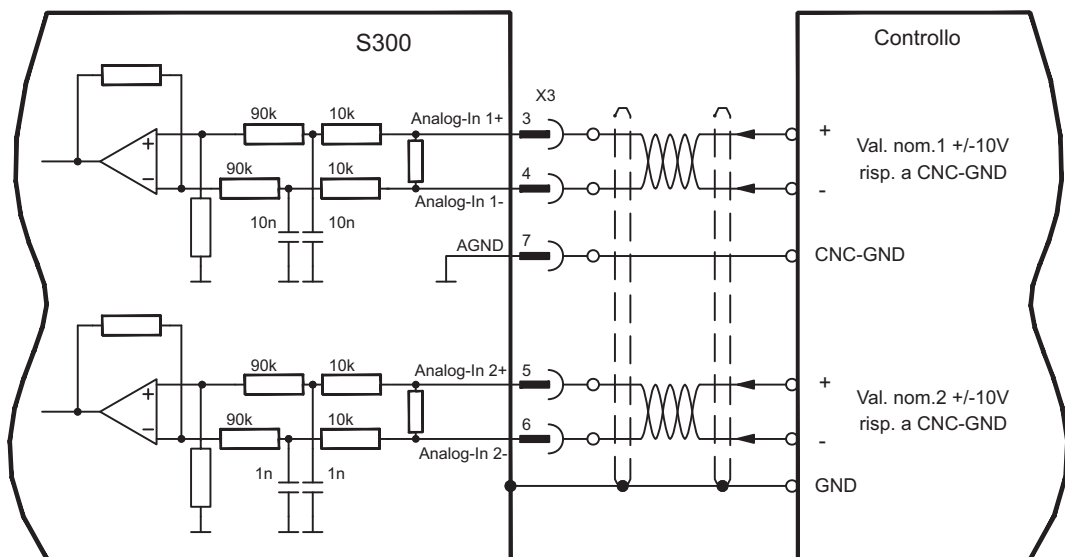 S300
Controllo
X3
90k
10k
Analog-In 1+
3
+
Val. nom.1 +/-10V
risp. a CNC-GND
+
−
90k
10k
4
-
Analog-In 1-
10n
10n
AGND
7
CNC-GND
90k
10k
Analog-In 2+
5
+
Val. nom.2 +/-10V
risp. a CNC-GND
+
−
90k
10k
6
-
Analog-In 2-
1n
1n
GND